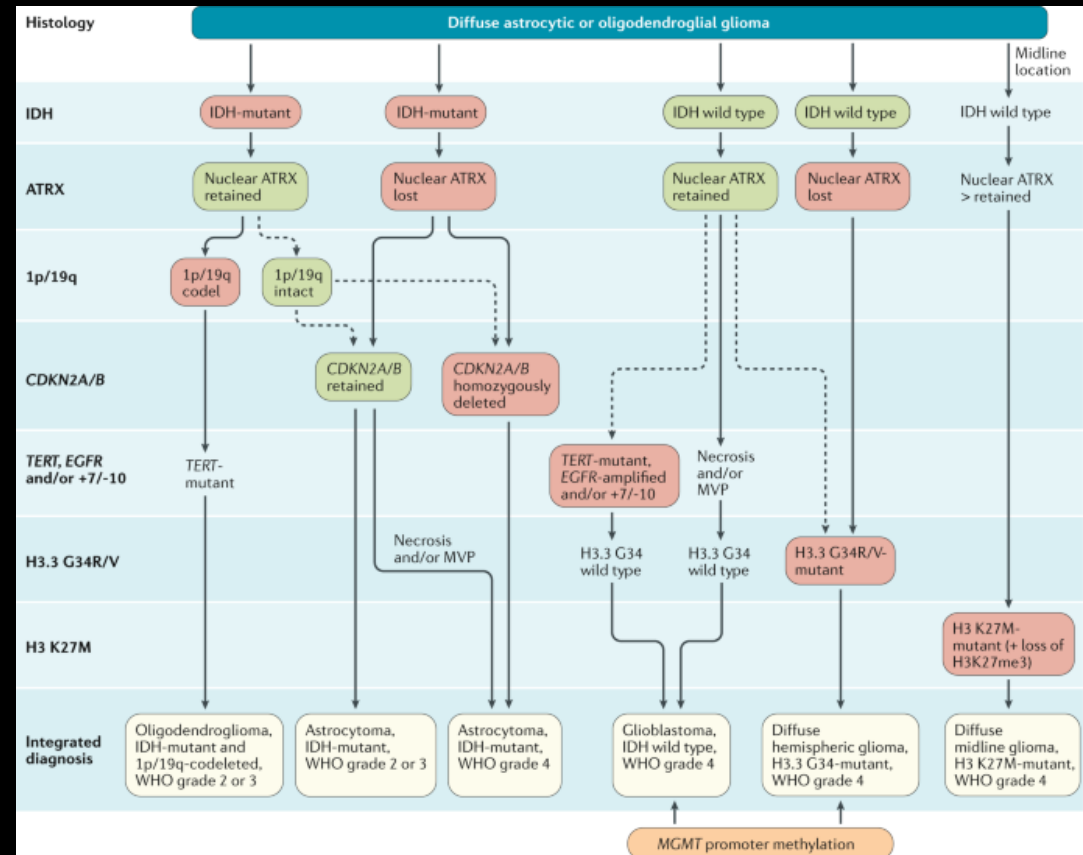 Histology
Diffuse astrocytic or oligodendroglial glioma
Midline
location
IDH
IDH-mutant
IDH-mutant
IDH wild type
IDH wild type
IDH wild type
ATRX
Nuclear ATRX
retained
Nuclear ATRX
lost
Nuclear ATRX
retained
Nuclear ATRX
lost
Nuclear ATRX
> retained
1p/19q
1p/19q
codel
1p/19q
intact
CDKN2A/B
CDKN2A/B
retained
CDKN2A/B
homozygously
deleted
TERT, EGFR
and/or +7/-10
TERT-
mutant
TERT-mutant,
EGFR-amplified
and/or +7/-10
Necrosis
and/or
MVP
H3.3 G34R/V
Necrosis
and/or MVP
H3.3 G34
wild type
H3.3 G34
wild type
H3.3 G34R/V-
mutant
H3 K27M
H3 K27M-
mutant (+ loss of
H3K27me3)
Integrated
diagnosis
Oligodendroglioma,
IDH-mutant and
1p/19q-codeleted,
WHO grade 2 or 3
Astrocytoma,
IDH-mutant,
WHO grade 2 or 3
Astrocytoma,
IDH-mutant,
WHO grade 4
Glioblastoma,
IDH wild type,
WHO grade 4
Diffuse
hemispheric glioma,
H3.3 G34-mutant,
WHO grade 4
Diffuse
midline glioma,
H3 K27M-mutant,
WHO grade 4
MGMT promoter methylation